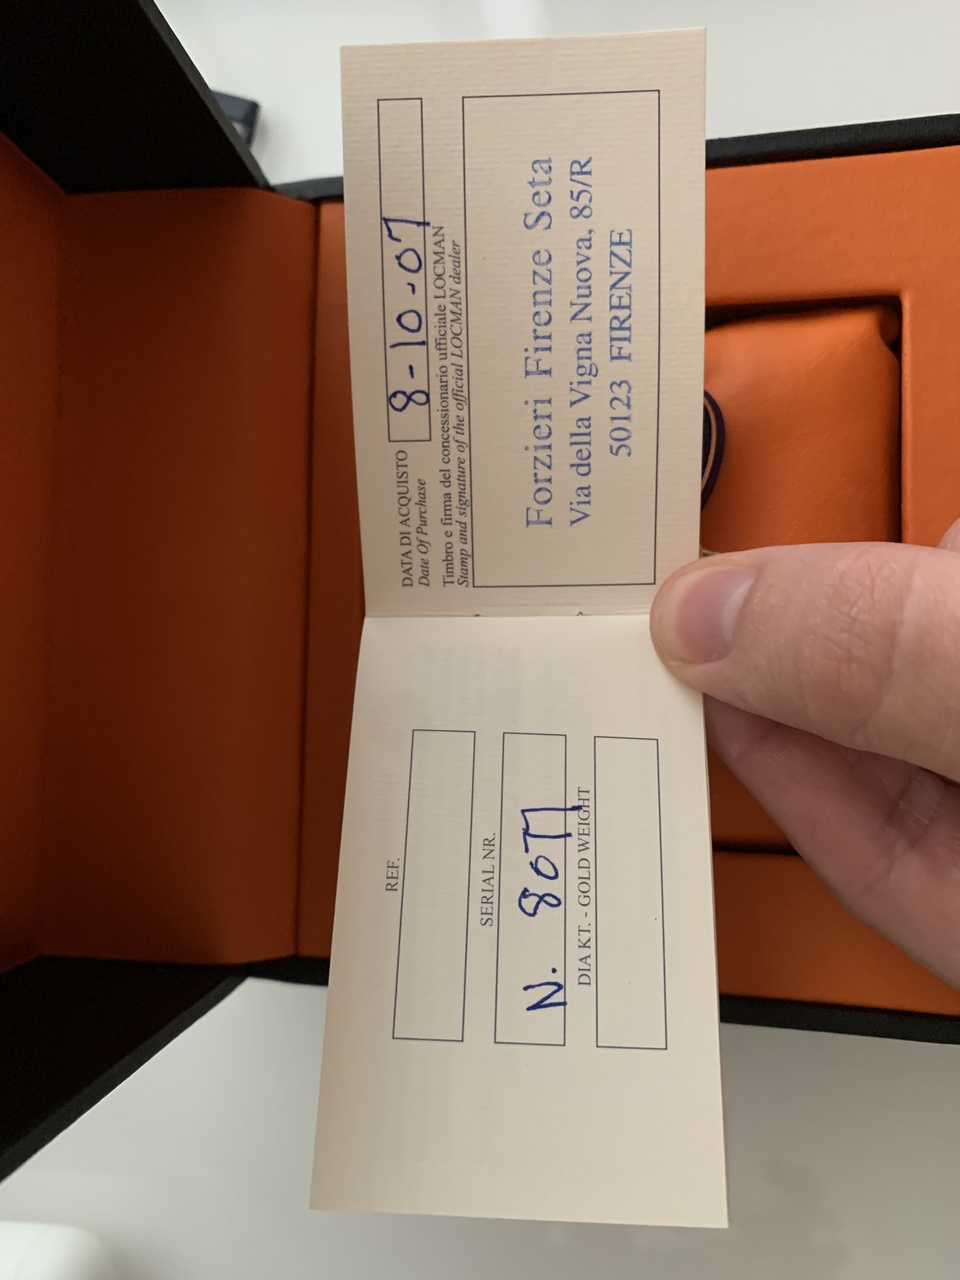 REF.
SERIAL NR.
N. 8077
DIA KT. - GOLD WEIGHT
DATA DI ACQUISTO
Date Of Purchase
8-10-07
Timbro e firma del concessionario ufficiale LOCMAN
Stamp and signature of the official LOCMAN dealer
Forzieri Firenze Seta
Via della Vigna Nuova, 85/R
50123 FIRENZE